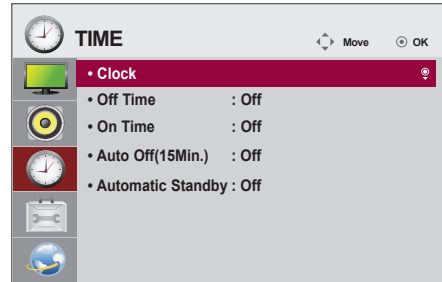 TIME
Move OK
• Clock
• Off Time : Off
• On Time : Off
• Auto Off(15Min.) : Off
• Automatic Standby : Off